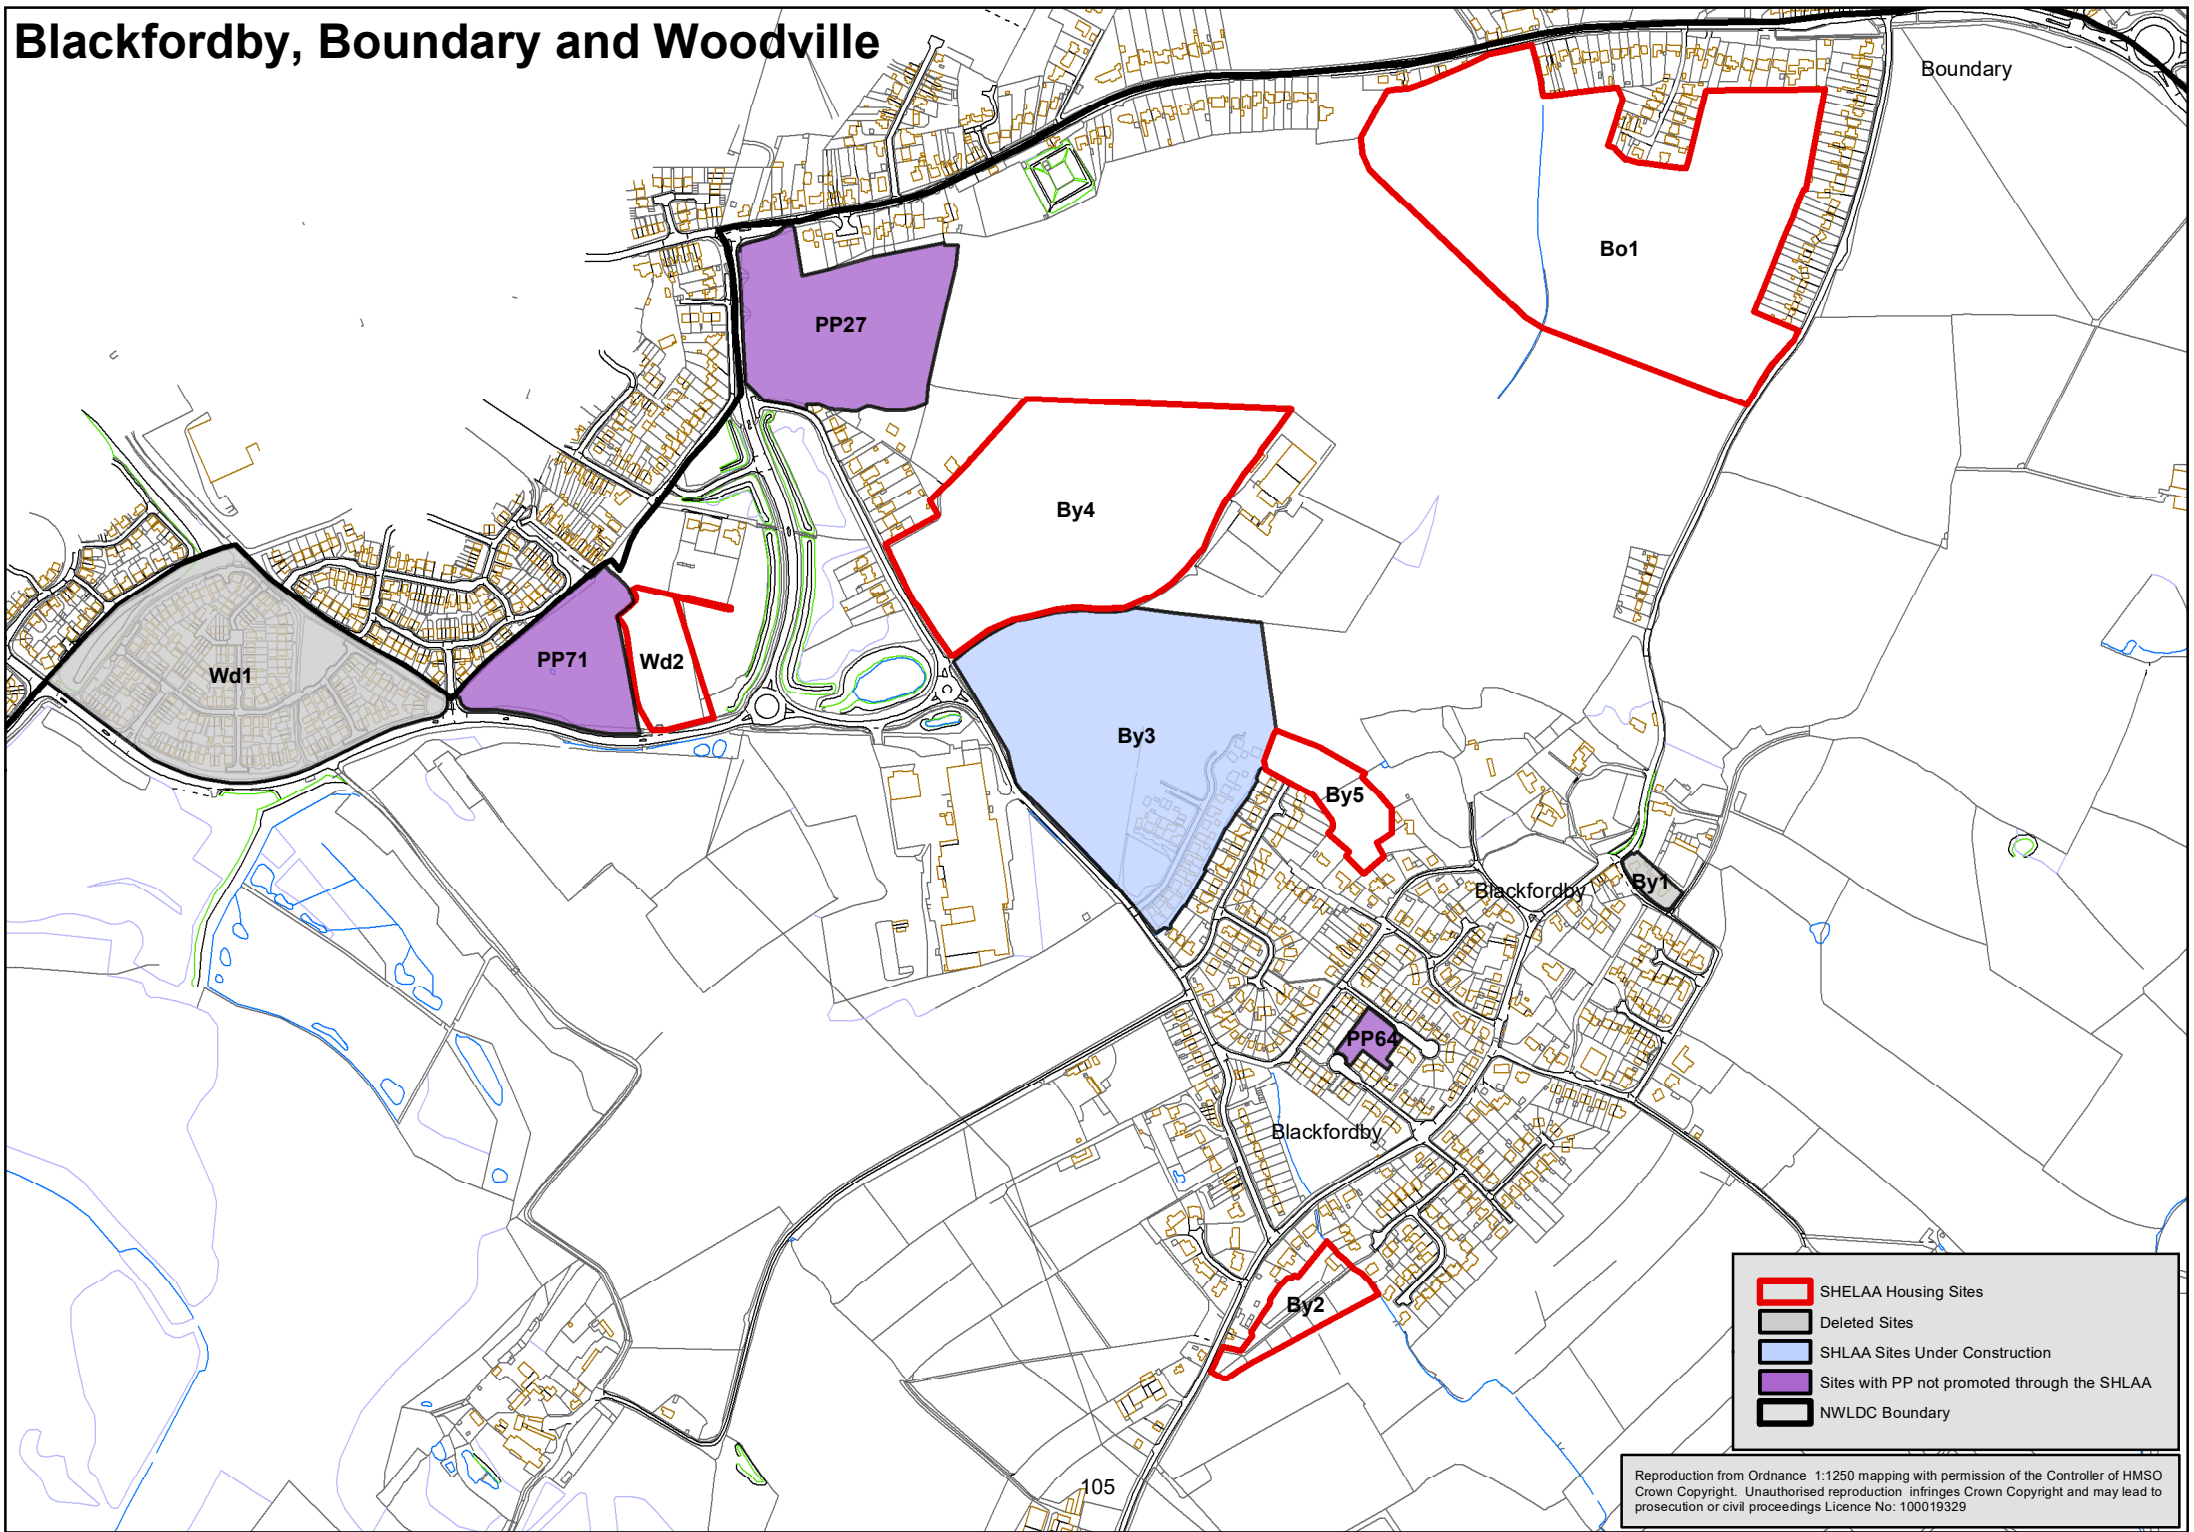 Blackfordby, Boundary and Woodville
Boundary
Bo1
PP27
By4
PP71
Wd2
Wd1
By3
By5
By1
Blackfordby
PP64
Blackfordby
By2
105
SHELAA Housing Sites
Deleted Sites
SHLAA Sites Under Construction
Sites with PP not promoted through the SHLAA
NWLDC Boundary
Reproduction from Ordnance 1:1250 mapping with permission of the Controller of HMSO
Crown Copyright. Unauthorised reproduction infringes Crown Copyright and may lead to
prosecution or civil proceedings Licence No: 100019329